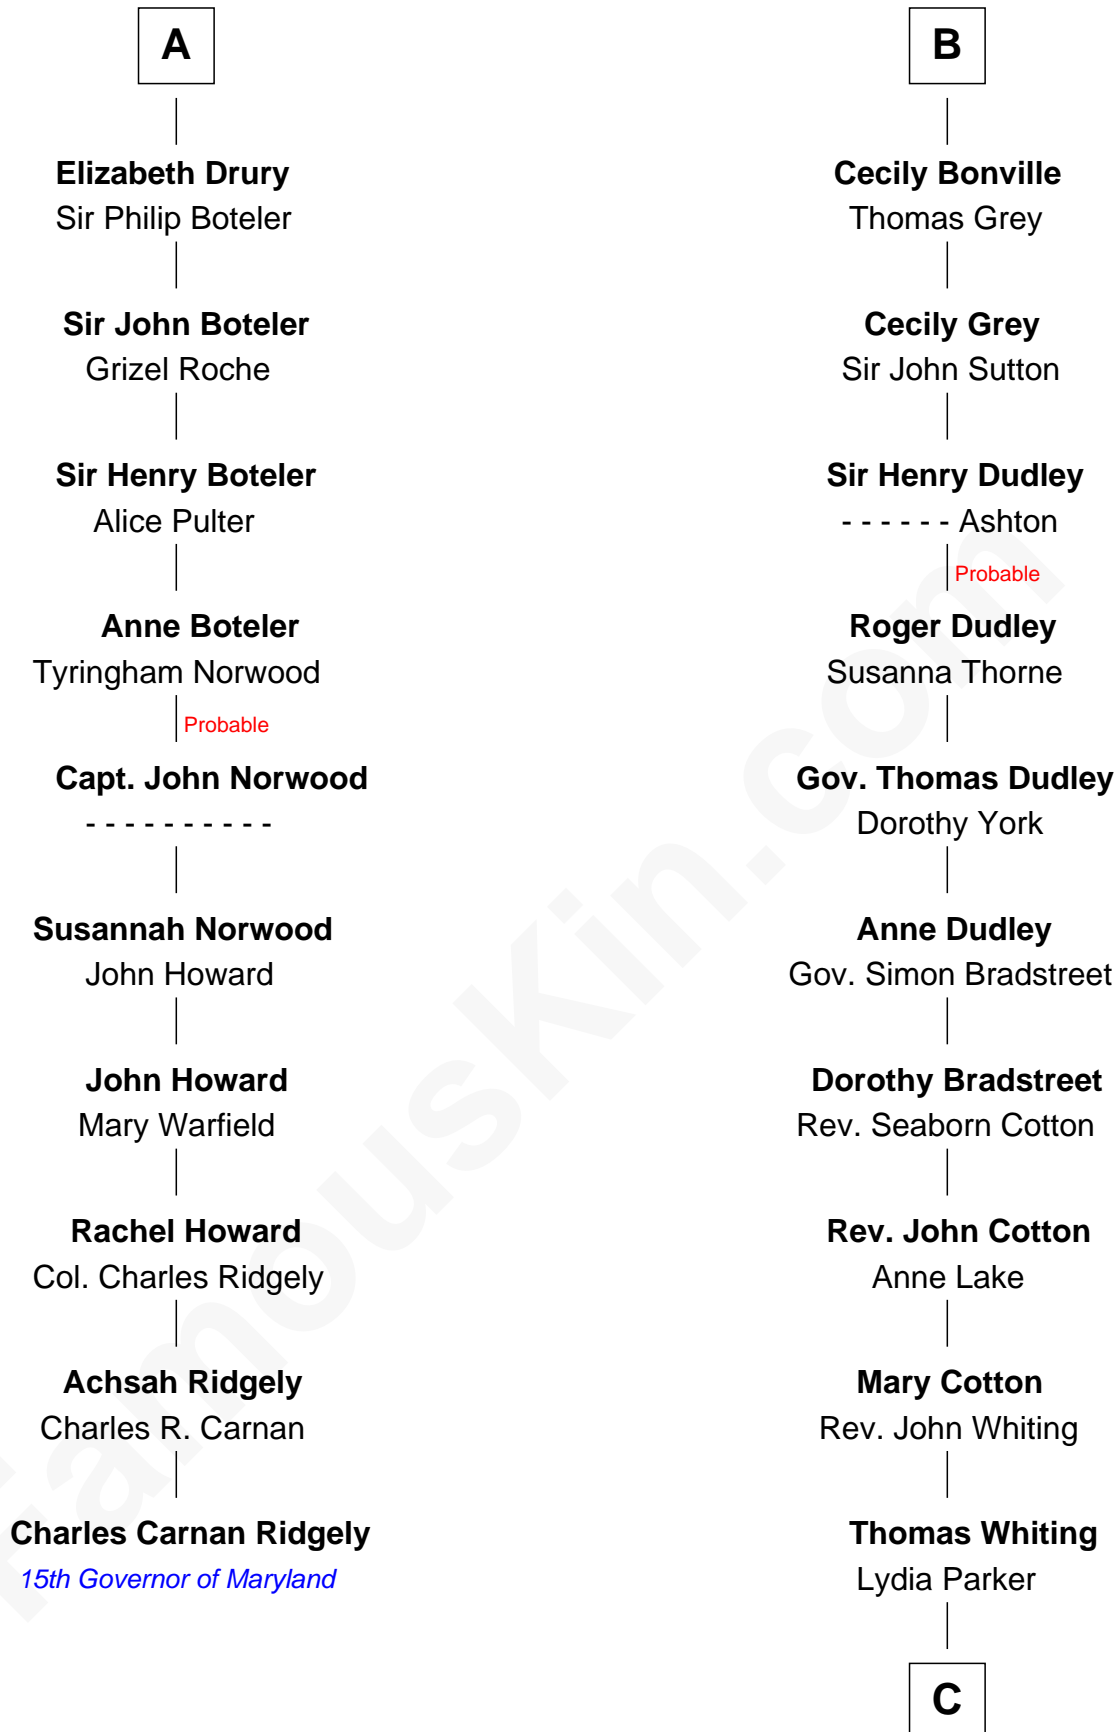 A
Elizabeth Drury
Sir Philip Boteler
Sir John Boteler
Grizel Roche
Sir Henry Boteler
Alice Pulter
Anne Boteler
Tyringham Norwood
Probable
Capt. John Norwood
- - - - - - - - - -
Susannah Norwood
John Howard
John Howard
Mary Warfield
Rachel Howard
Col. Charles Ridgely
Achsah Ridgely
Charles R. Carnan
Charles Carnan Ridgely
15th Governor of Maryland
B
Cecily Bonville
Thomas Grey
Cecily Grey
Sir John Sutton
Sir Henry Dudley
- - - - - - Ashton
Probable
Roger Dudley
Susanna Thorne
Gov. Thomas Dudley
Dorothy York
Anne Dudley
Gov. Simon Bradstreet
Dorothy Bradstreet
Rev. Seaborn Cotton
Rev. John Cotton
Anne Lake
Mary Cotton
Rev. John Whiting
Thomas Whiting
Lydia Parker
C
FamousKin.com